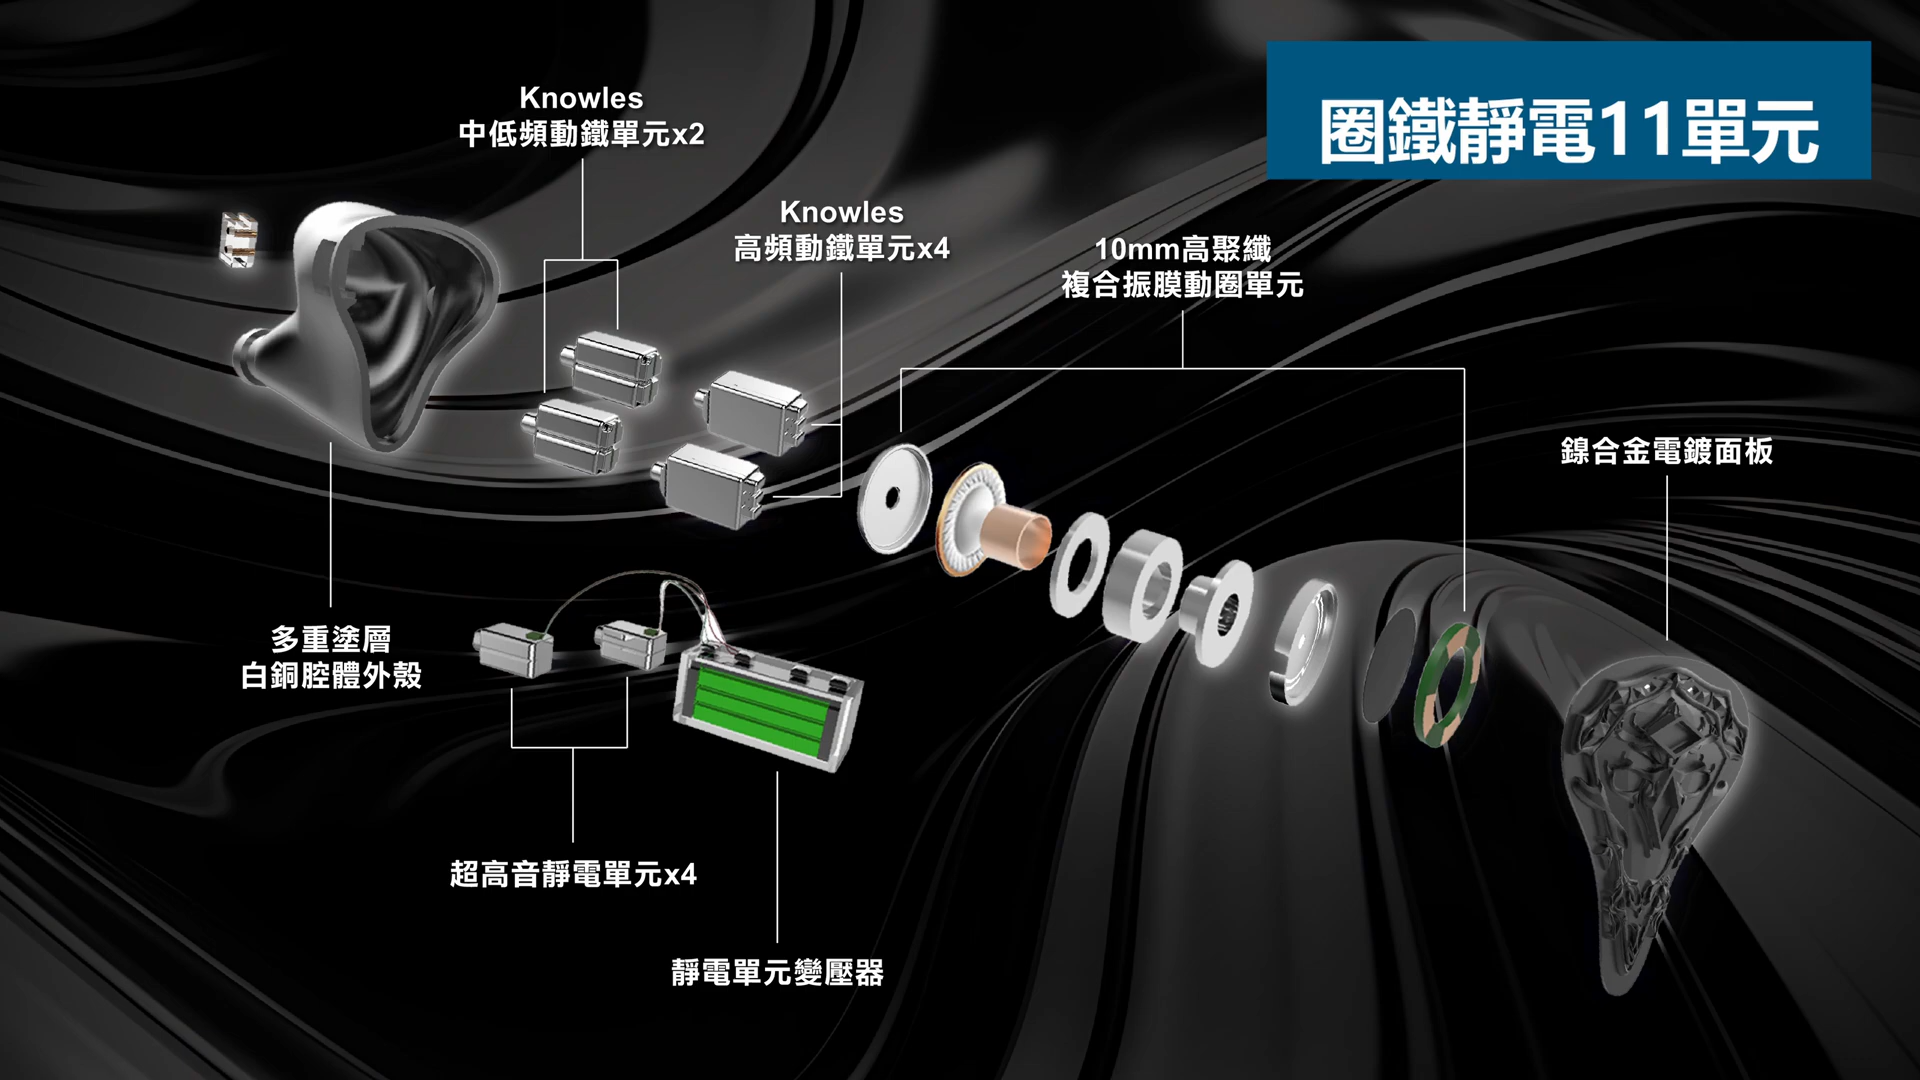 圈鐵靜電11單元
Knowles
中低頻動鐵單元x2
Knowles
高頻動鐵單元x4
10mm高聚纖
複合振膜動圈單元
鎳合金電鍍面板
多重塗層
白銅腔體外殼
超高音靜電單元x4
靜電單元變壓器